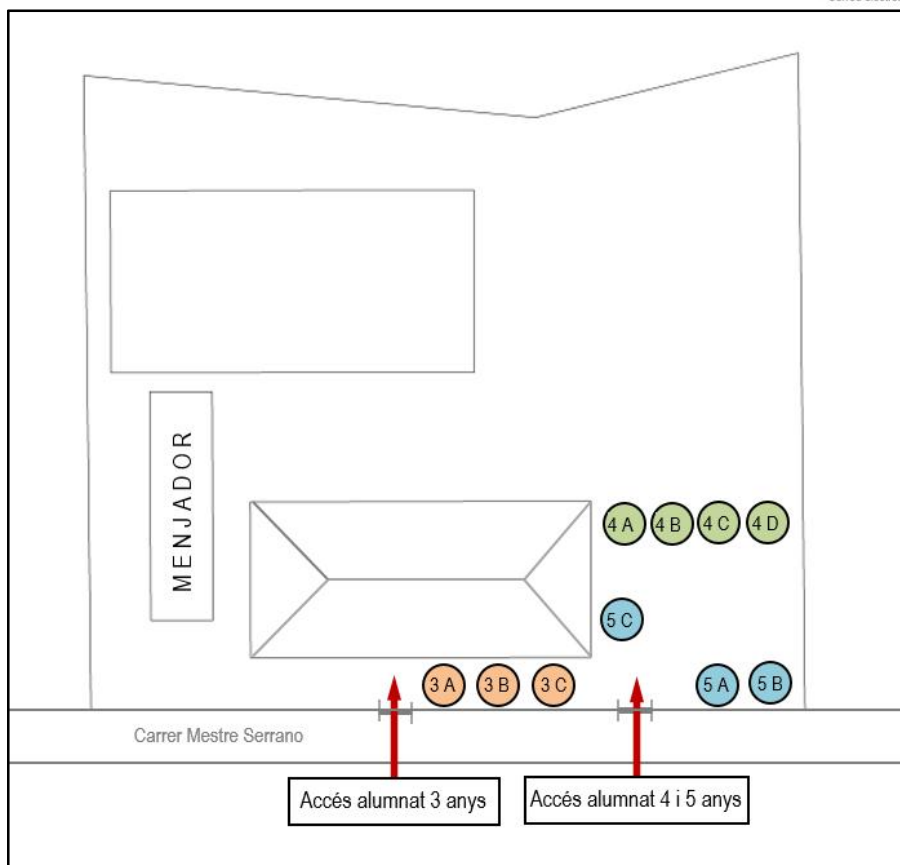 MENJADOR
4 A 4 B 4 C 4 D
5 C
3 A 3 B 3 C 5 A 5 B
Carrer Mestre Serrano
Accés alumnat 3 anys
Accés alumnat 4 i 5 anys